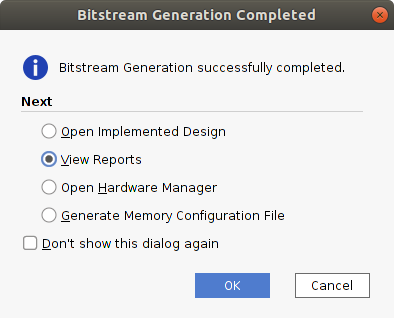 Bitstream Generation Completed
Bitstream Generation successfully completed.
Next
Open Implemented Design
View Reports
Open Hardware Manager
Generate Memory Configuration File
Don't show this dialog again
OK Cancel